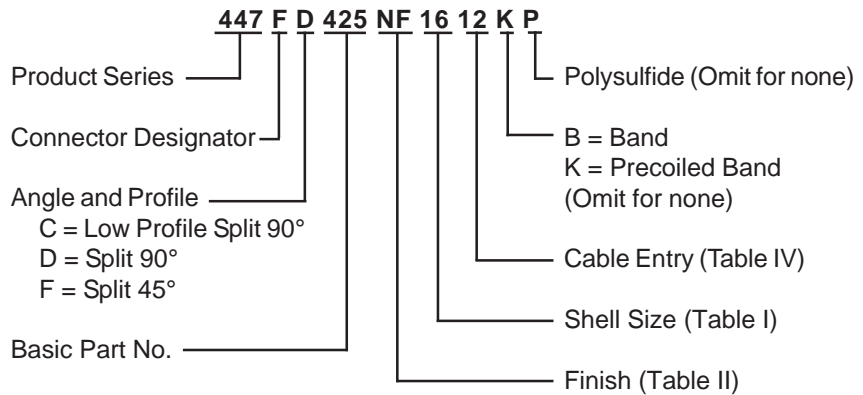 447 F D 425 NF 16 12 K P
Product Series
Connector Designator
Angle and Profile
C = Low Profile Split 90°
D = Split 90°
F = Split 45°
Basic Part No.
Polysulfide (Omit for none)
B = Band
K = Precoiled Band
(Omit for none)
Cable Entry (Table IV)
Shell Size (Table I)
Finish (Table II)